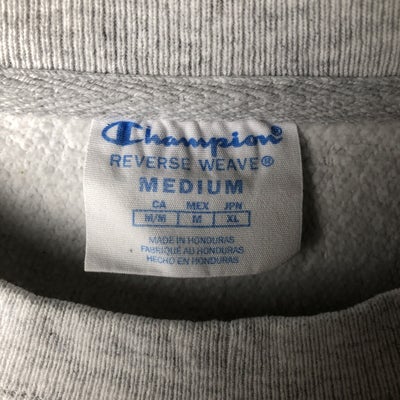 Champion®
REVERSE WEAVE®
MEDIUM
CA MEX JPN
M/M M XL
MADE IN HONDURAS
FABRIQUÉ AU HONDURAS
HECHO EN HONDURAS